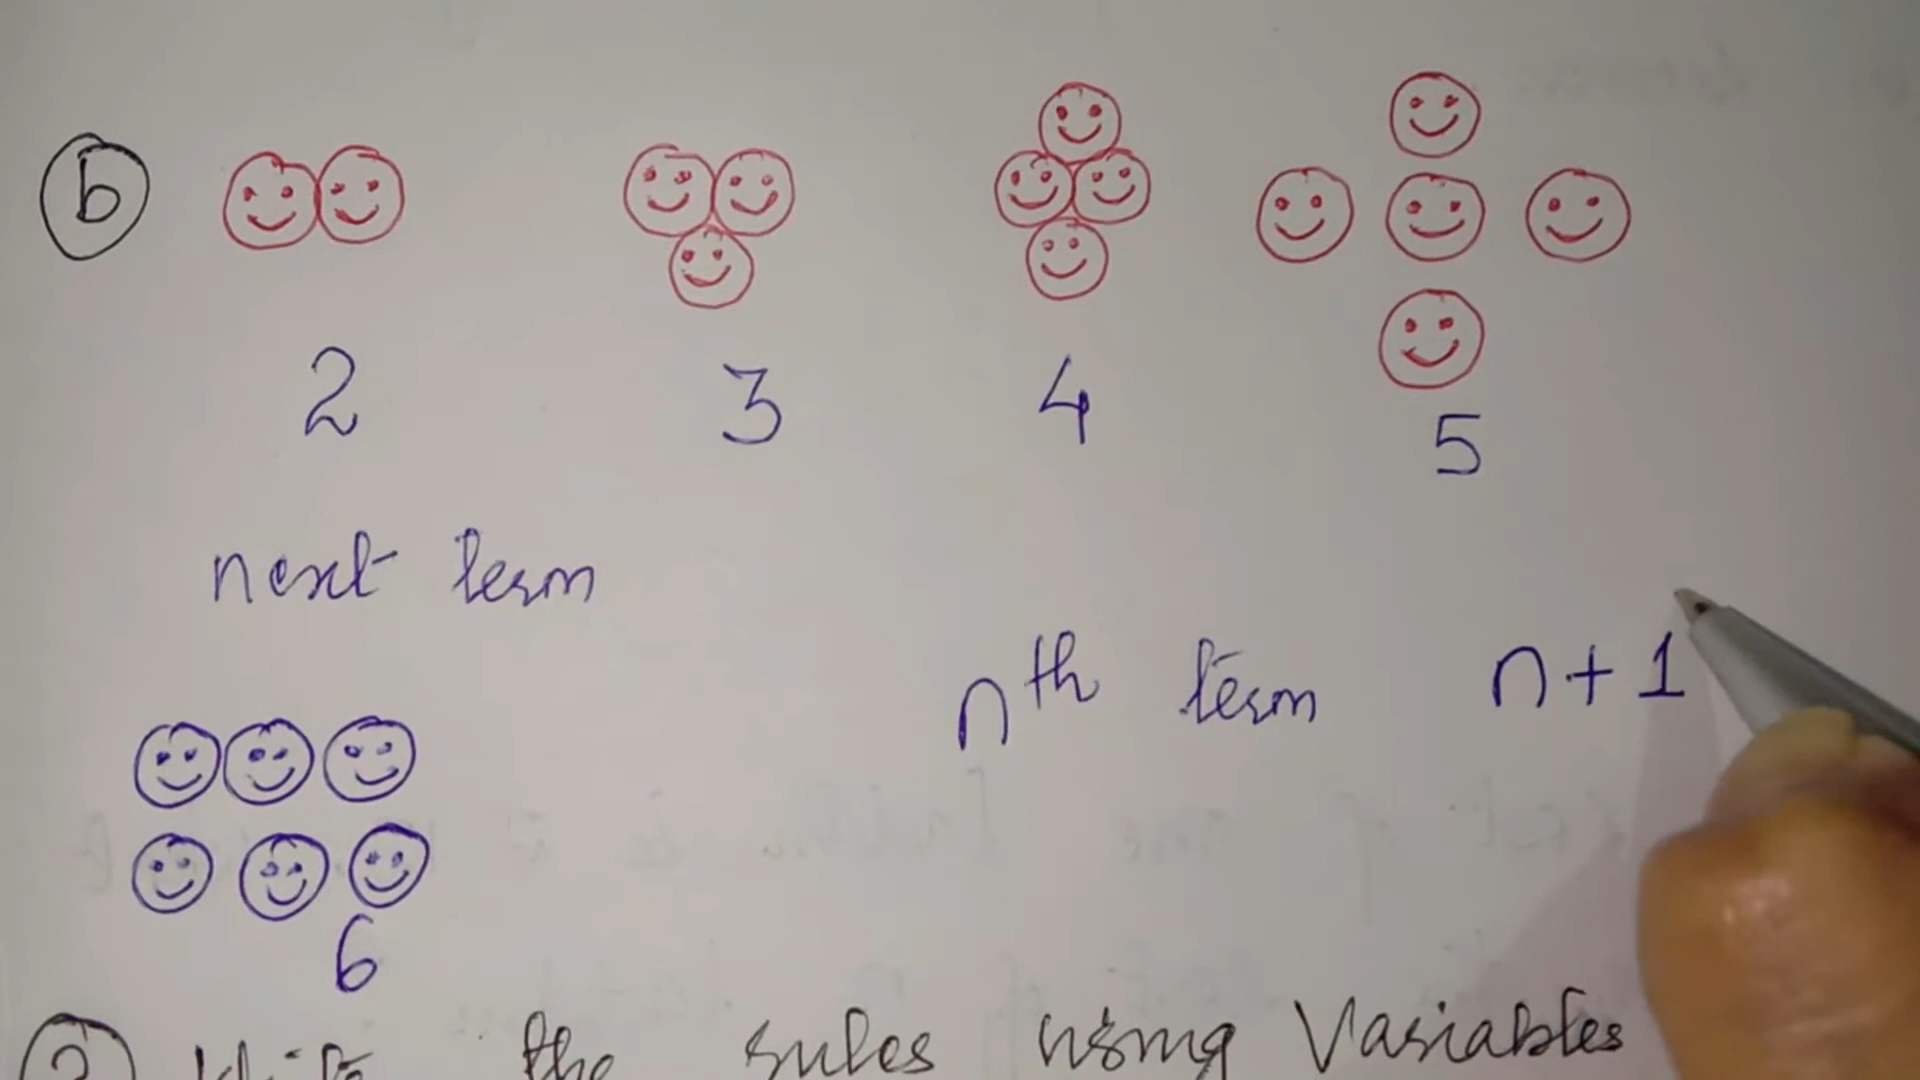 b
2 3 4 5
next term
nth term n+1
6
the rules using Variables